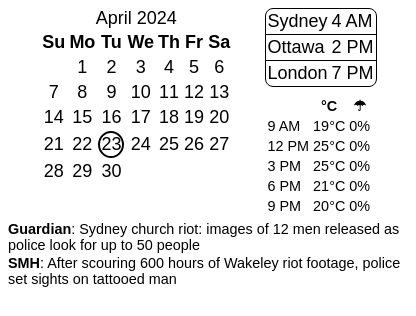 April 2024
Su Mo Tu We Th Fr Sa
1 2 3 4 5 6
7 8 9 10 11 12 13
14 15 16 17 18 19 20
21 22 23 24 25 26 27
28 29 30
Sydney 4 AM
Ottawa 2 PM
London 7 PM
°C ☂
9 AM 19°C 0%
12 PM 25°C 0%
3 PM 25°C 0%
6 PM 21°C 0%
9 PM 20°C 0%
Guardian: Sydney church riot: images of 12 men released as
police look for up to 50 people
SMH: After scouring 600 hours of Wakeley riot footage, police
set sights on tattooed man